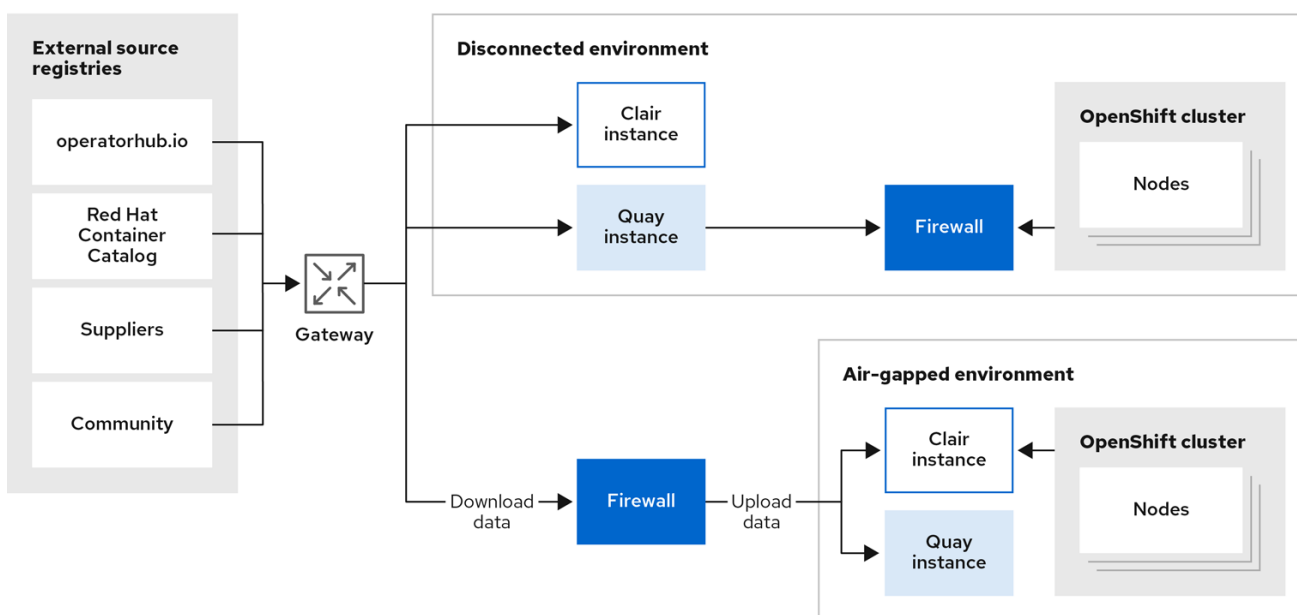 External source
registries
operatorhub.io
Red Hat
Container
Catalog
Suppliers
Community
Gateway
Disconnected environment
Clair
instance
Quay
instance
Firewall
OpenShift cluster
Nodes
Download
data
Firewall
Upload
data
Air-gapped environment
Clair
instance
Quay
instance
OpenShift cluster
Nodes